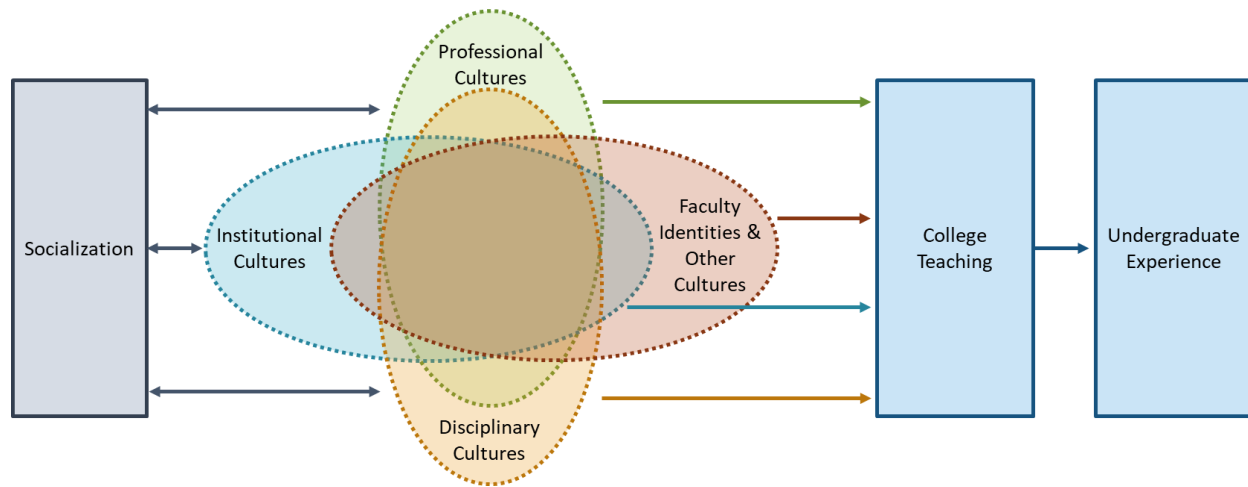 Professional
Cultures
Socialization
Institutional
Cultures
Faculty
Identities &
Other
Cultures
College
Teaching
Undergraduate
Experience
Disciplinary
Cultures